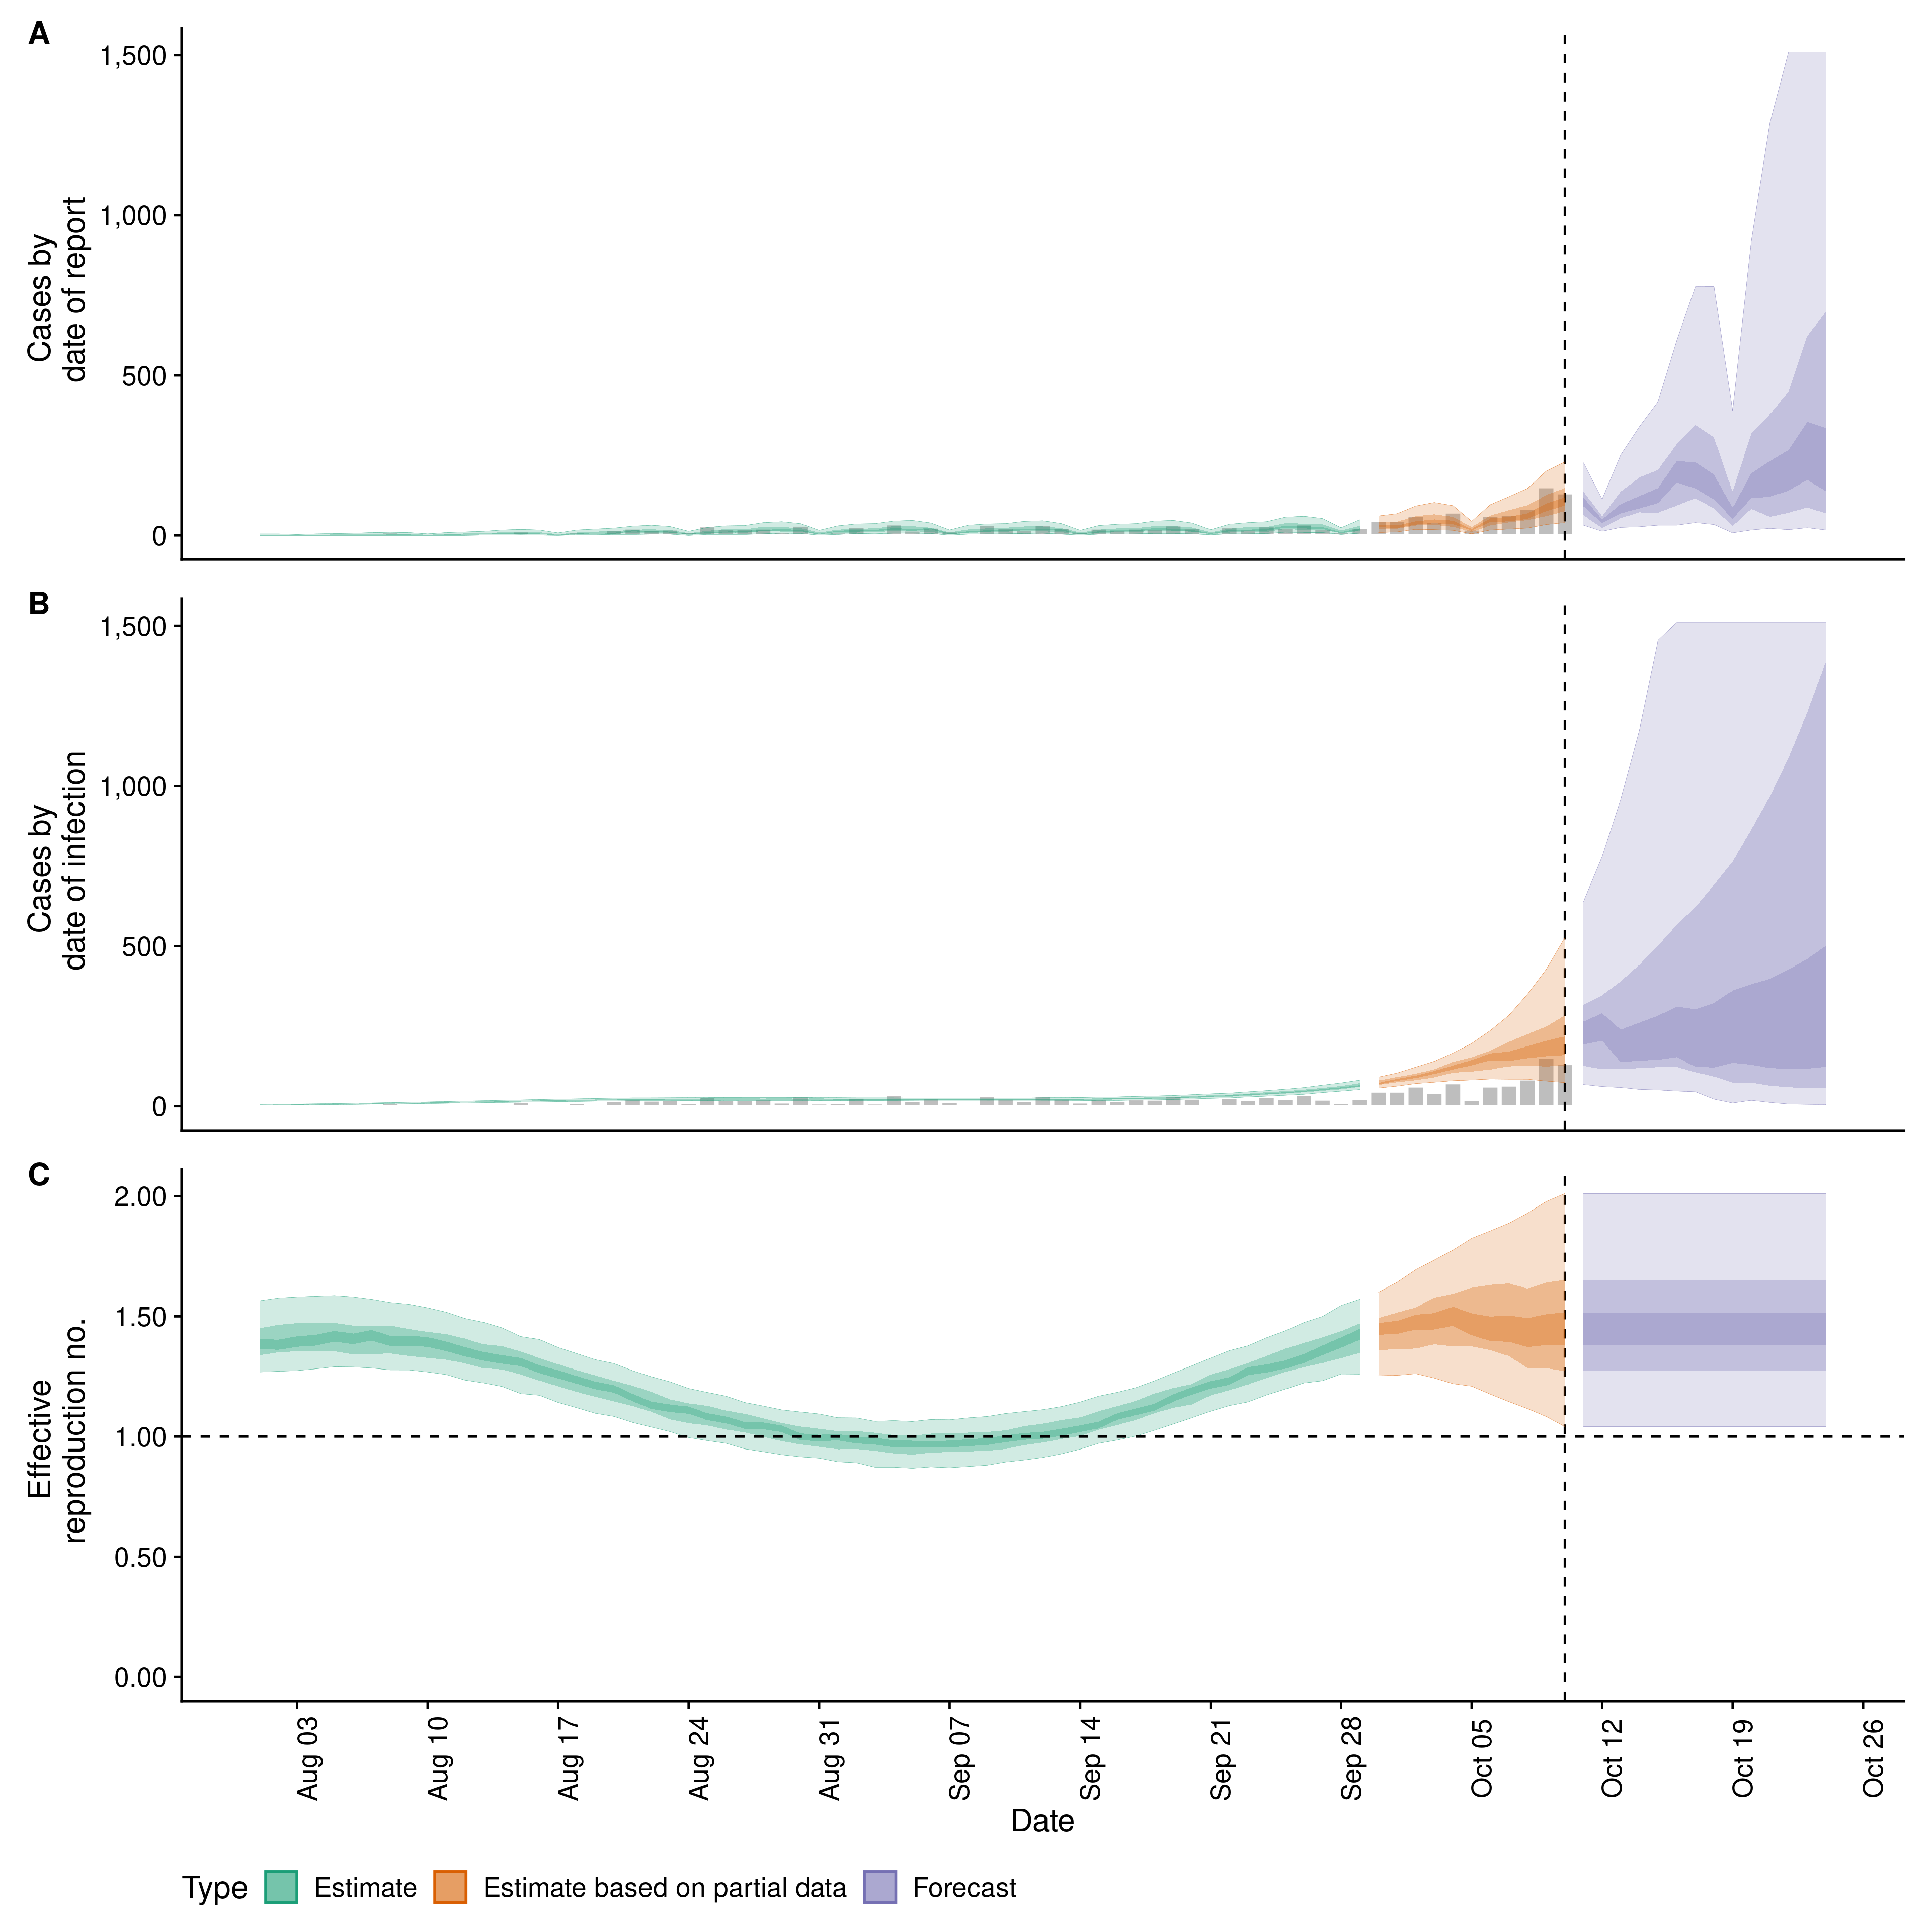 A
1,500
1,000
500
0
Cases by
date of report
B
1,500
1,000
500
0
Cases by
date of infection
C
2.00
1.50
1.00
0.50
0.00
Effective
reproduction no.
Aug 03
Aug 10
Aug 17
Aug 24
Aug 31
Sep 07
Sep 14
Sep 21
Sep 28
Oct 05
Oct 12
Oct 19
Oct 26
Date
Type Estimate Estimate based on partial data Forecast